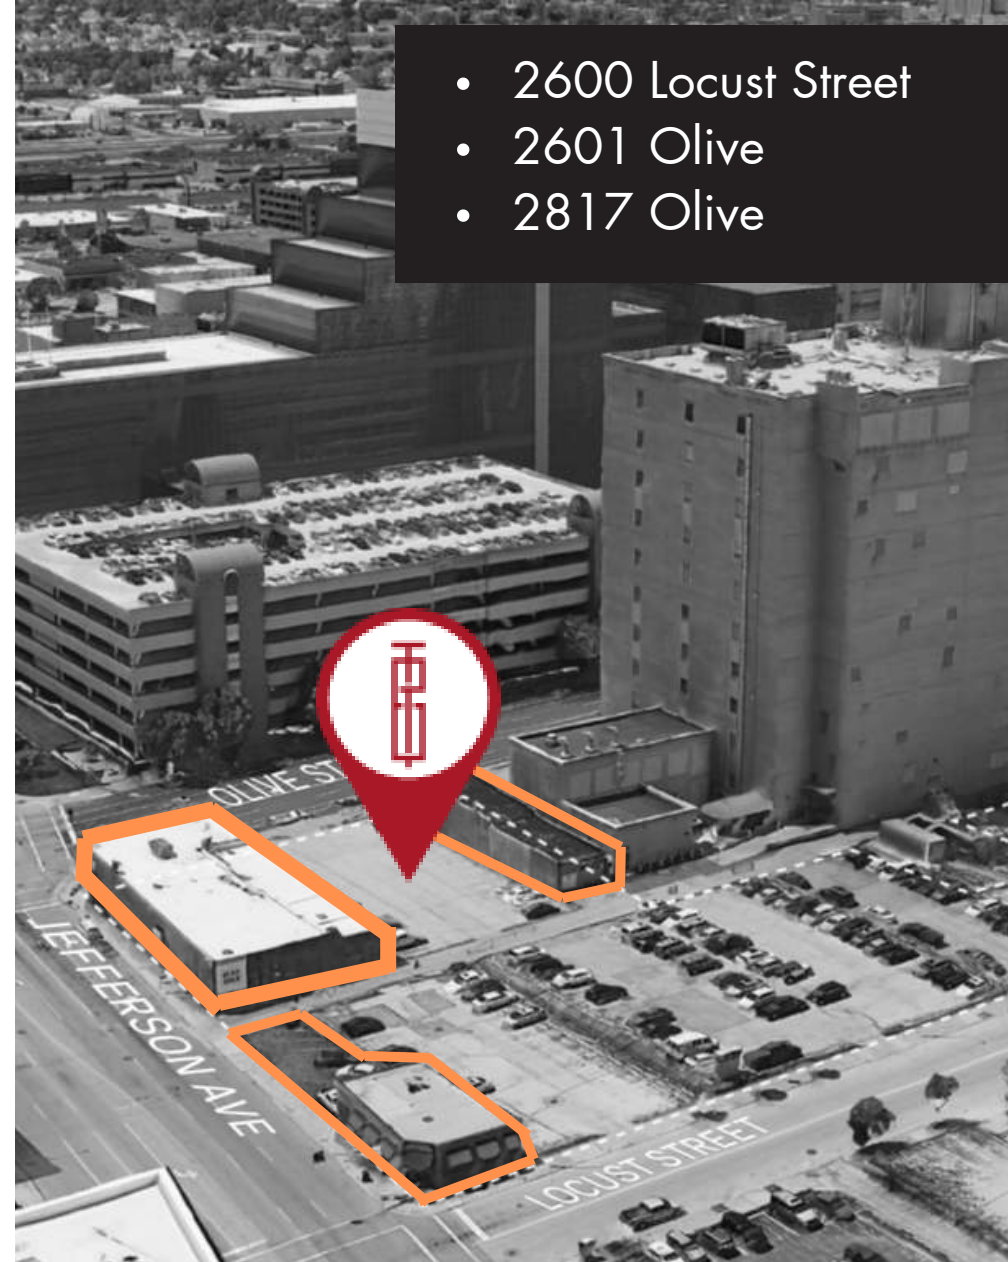 • 2600 Locust Street
• 2601 Olive
• 2817 Olive
OLIVE ST
JEFFERSON AVE
LOCUST STREET